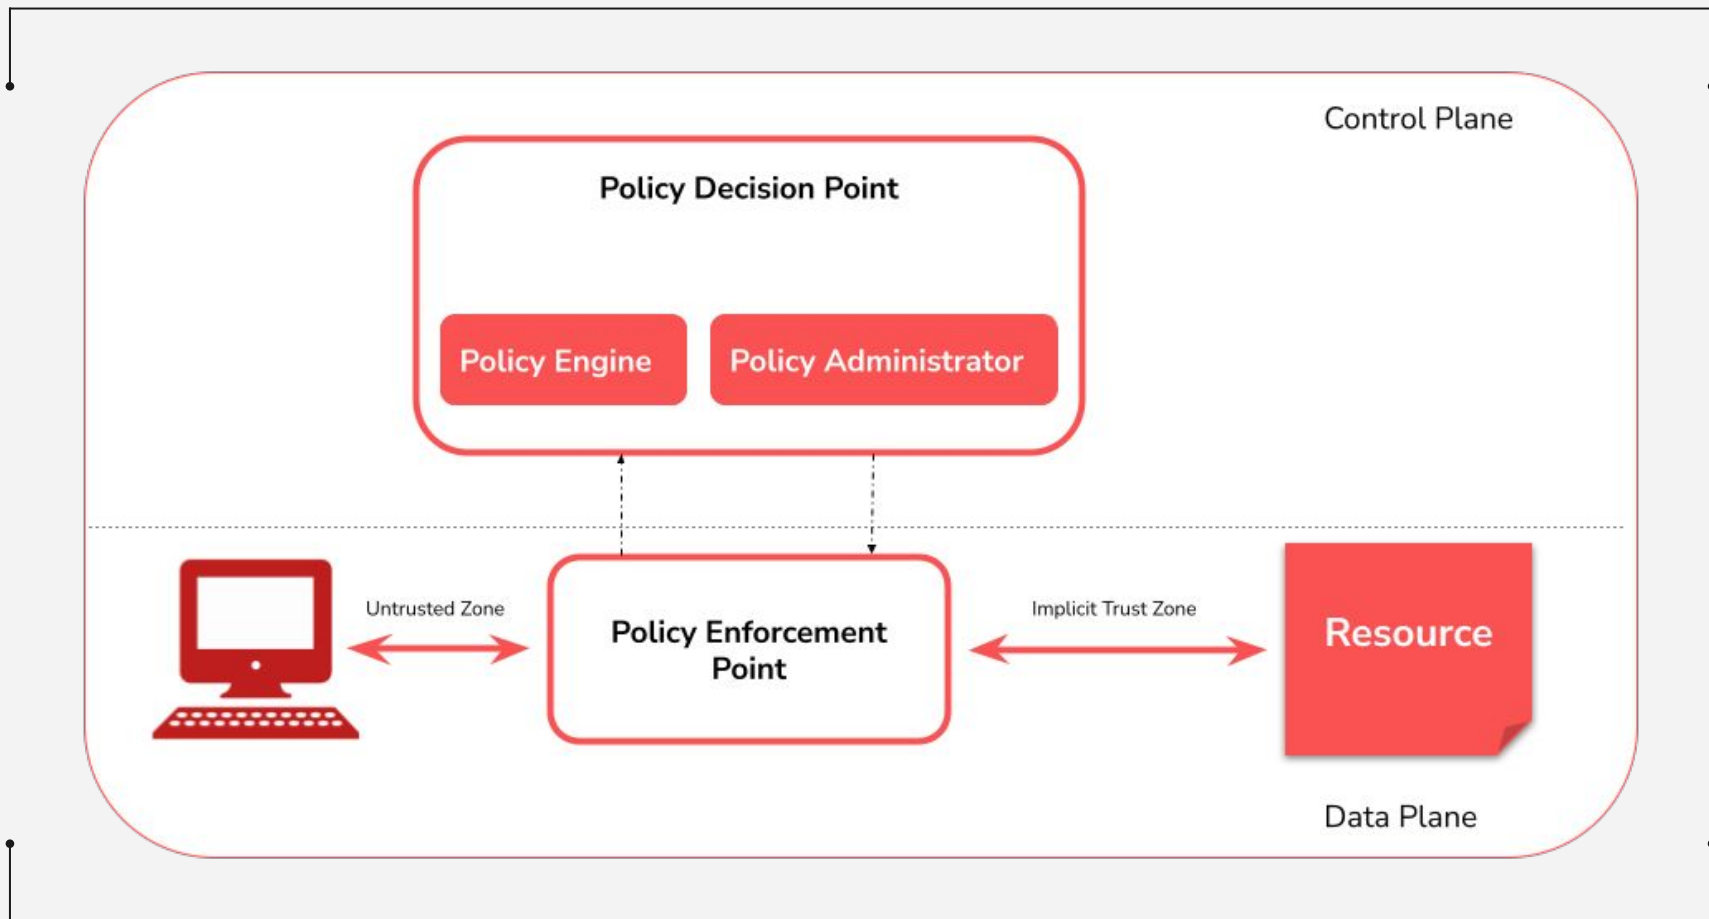 Control Plane
Policy Decision Point
Policy Engine
Policy Administrator
Untrusted Zone
Policy Enforcement
Point
Implicit Trust Zone
Resource
Data Plane